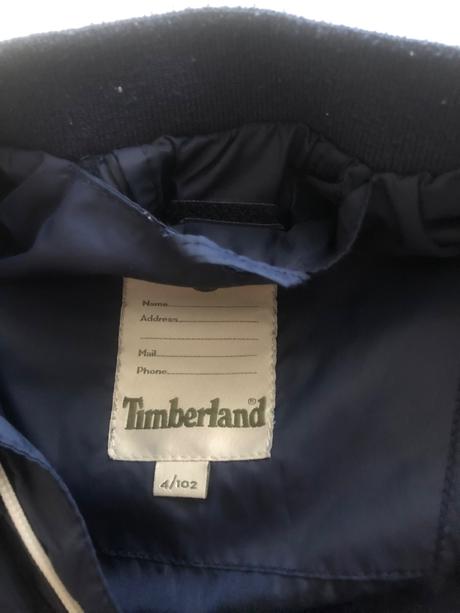 Name
Address
Mail
Phone
Timberland®
4/102